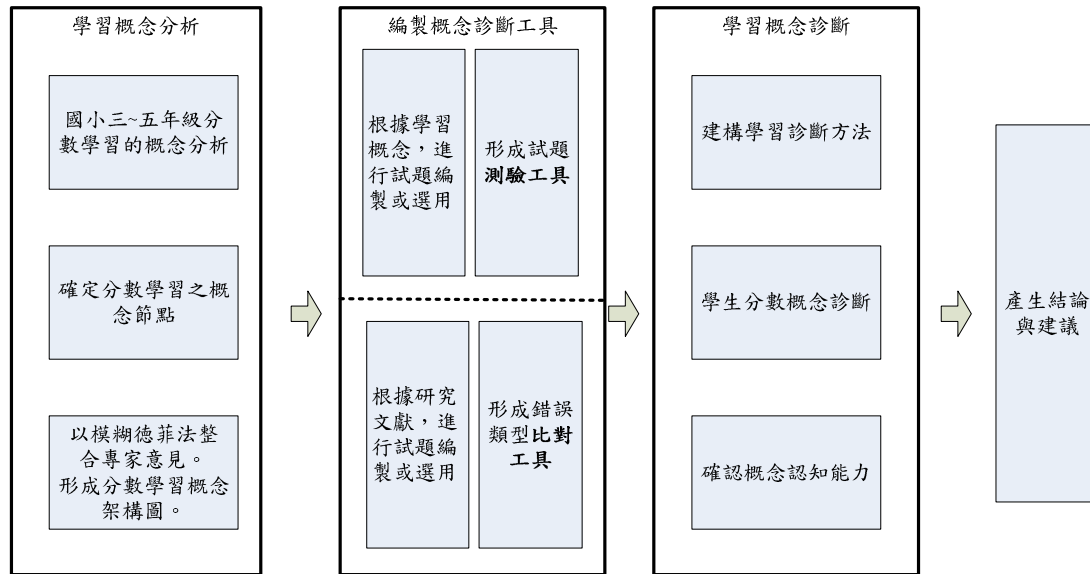 學習概念分析
國小三~五年級分
數學習的概念分析
確定分數學習之概
念節點
以模糊德菲法整
合專家意見。
形成分數學習概念
架構圖。
編製概念診斷工具
根據學習
概念，進
行試題編
製或選用
形成試題
測驗工具
根據研究
文獻，進
行試題編
製或選用
形成錯誤
類型比對
工具
學習概念診斷
建構學習診斷方法
學生分數概念診斷
確認概念認知能力
產生結論
與建議